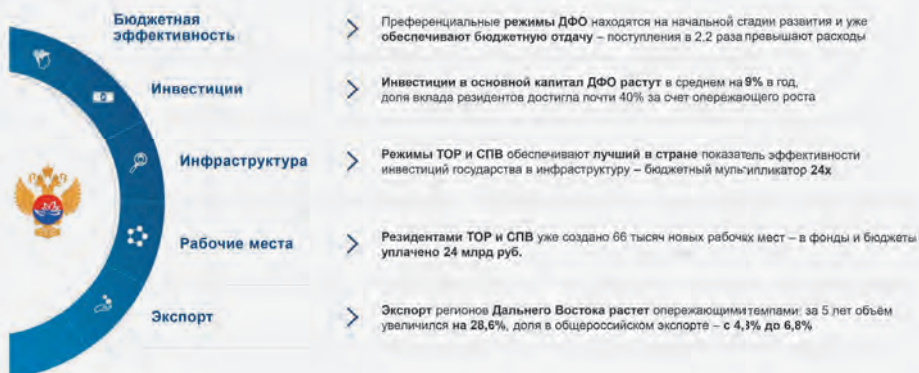 Бюджетная
эффективность
Преференциальные режимы ДФО находятся на начальной стадии развития и уже
обеспечивают бюджетную отдачу – поступления в 2,2 раза превышают расходы
Инвестиции
Инвестиции в основной капитал ДФО растут в среднем на 9% в год,
доля вклада резидентов достигла почти 40% за счет опережающего роста
Инфраструктура
Режимы ТОР и СПВ обеспечивают лучший в стране показатель эффективности
инвестиций государства в инфраструктуру – бюджетный мультипликатор 24x
Рабочие места
Резидентами ТОР и СПВ уже создано 66 тысяч новых рабочих мест – в фонды и бюджеты
уплачено 24 млрд руб.
Экспорт
Экспорт регионов Дальнего Востока растет опережающими темпами: за 5 лет объём
увеличился на 28,6%, доля в общероссийском экспорте – с 4,3% до 6,8%